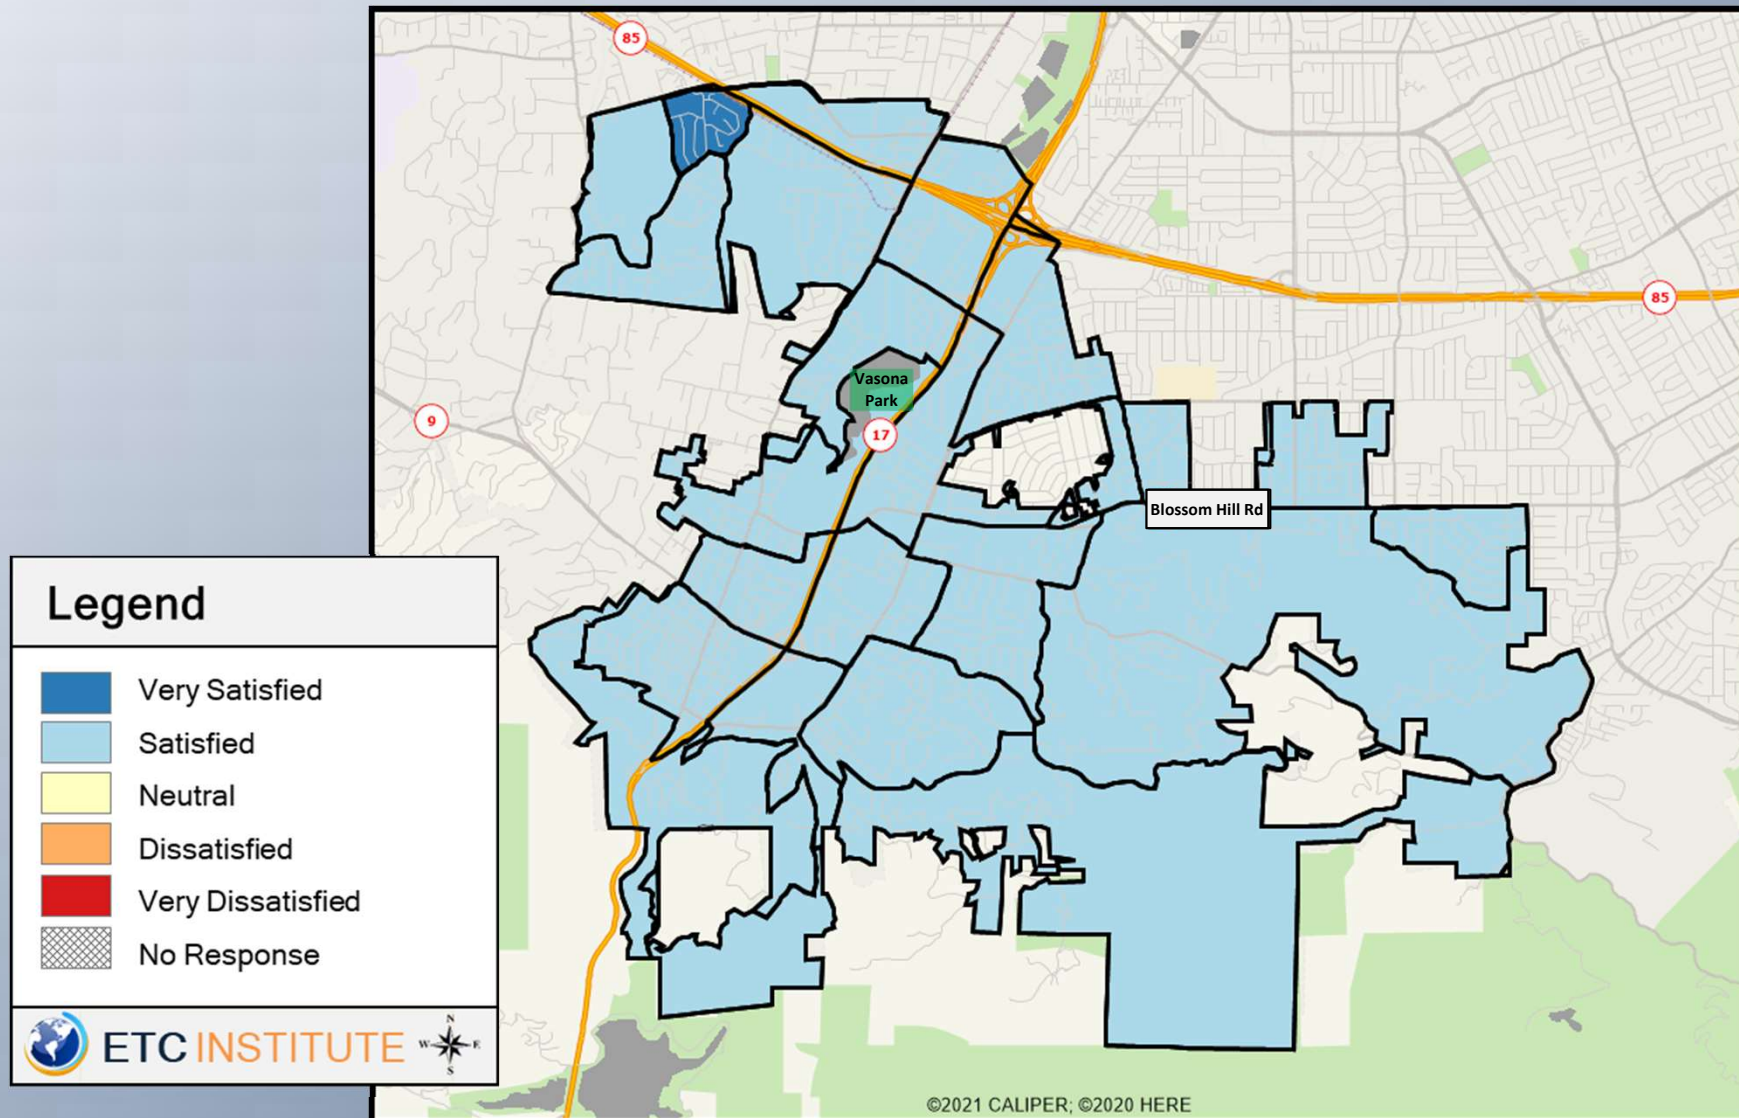 85
85
Vasona
Park
9
17
Blossom Hill Rd
Legend
Very Satisfied
Satisfied
Neutral
Dissatisfied
Very Dissatisfied
No Response
ETC INSTITUTE
N
W E
S
©2021 CALIPER; ©2020 HERE